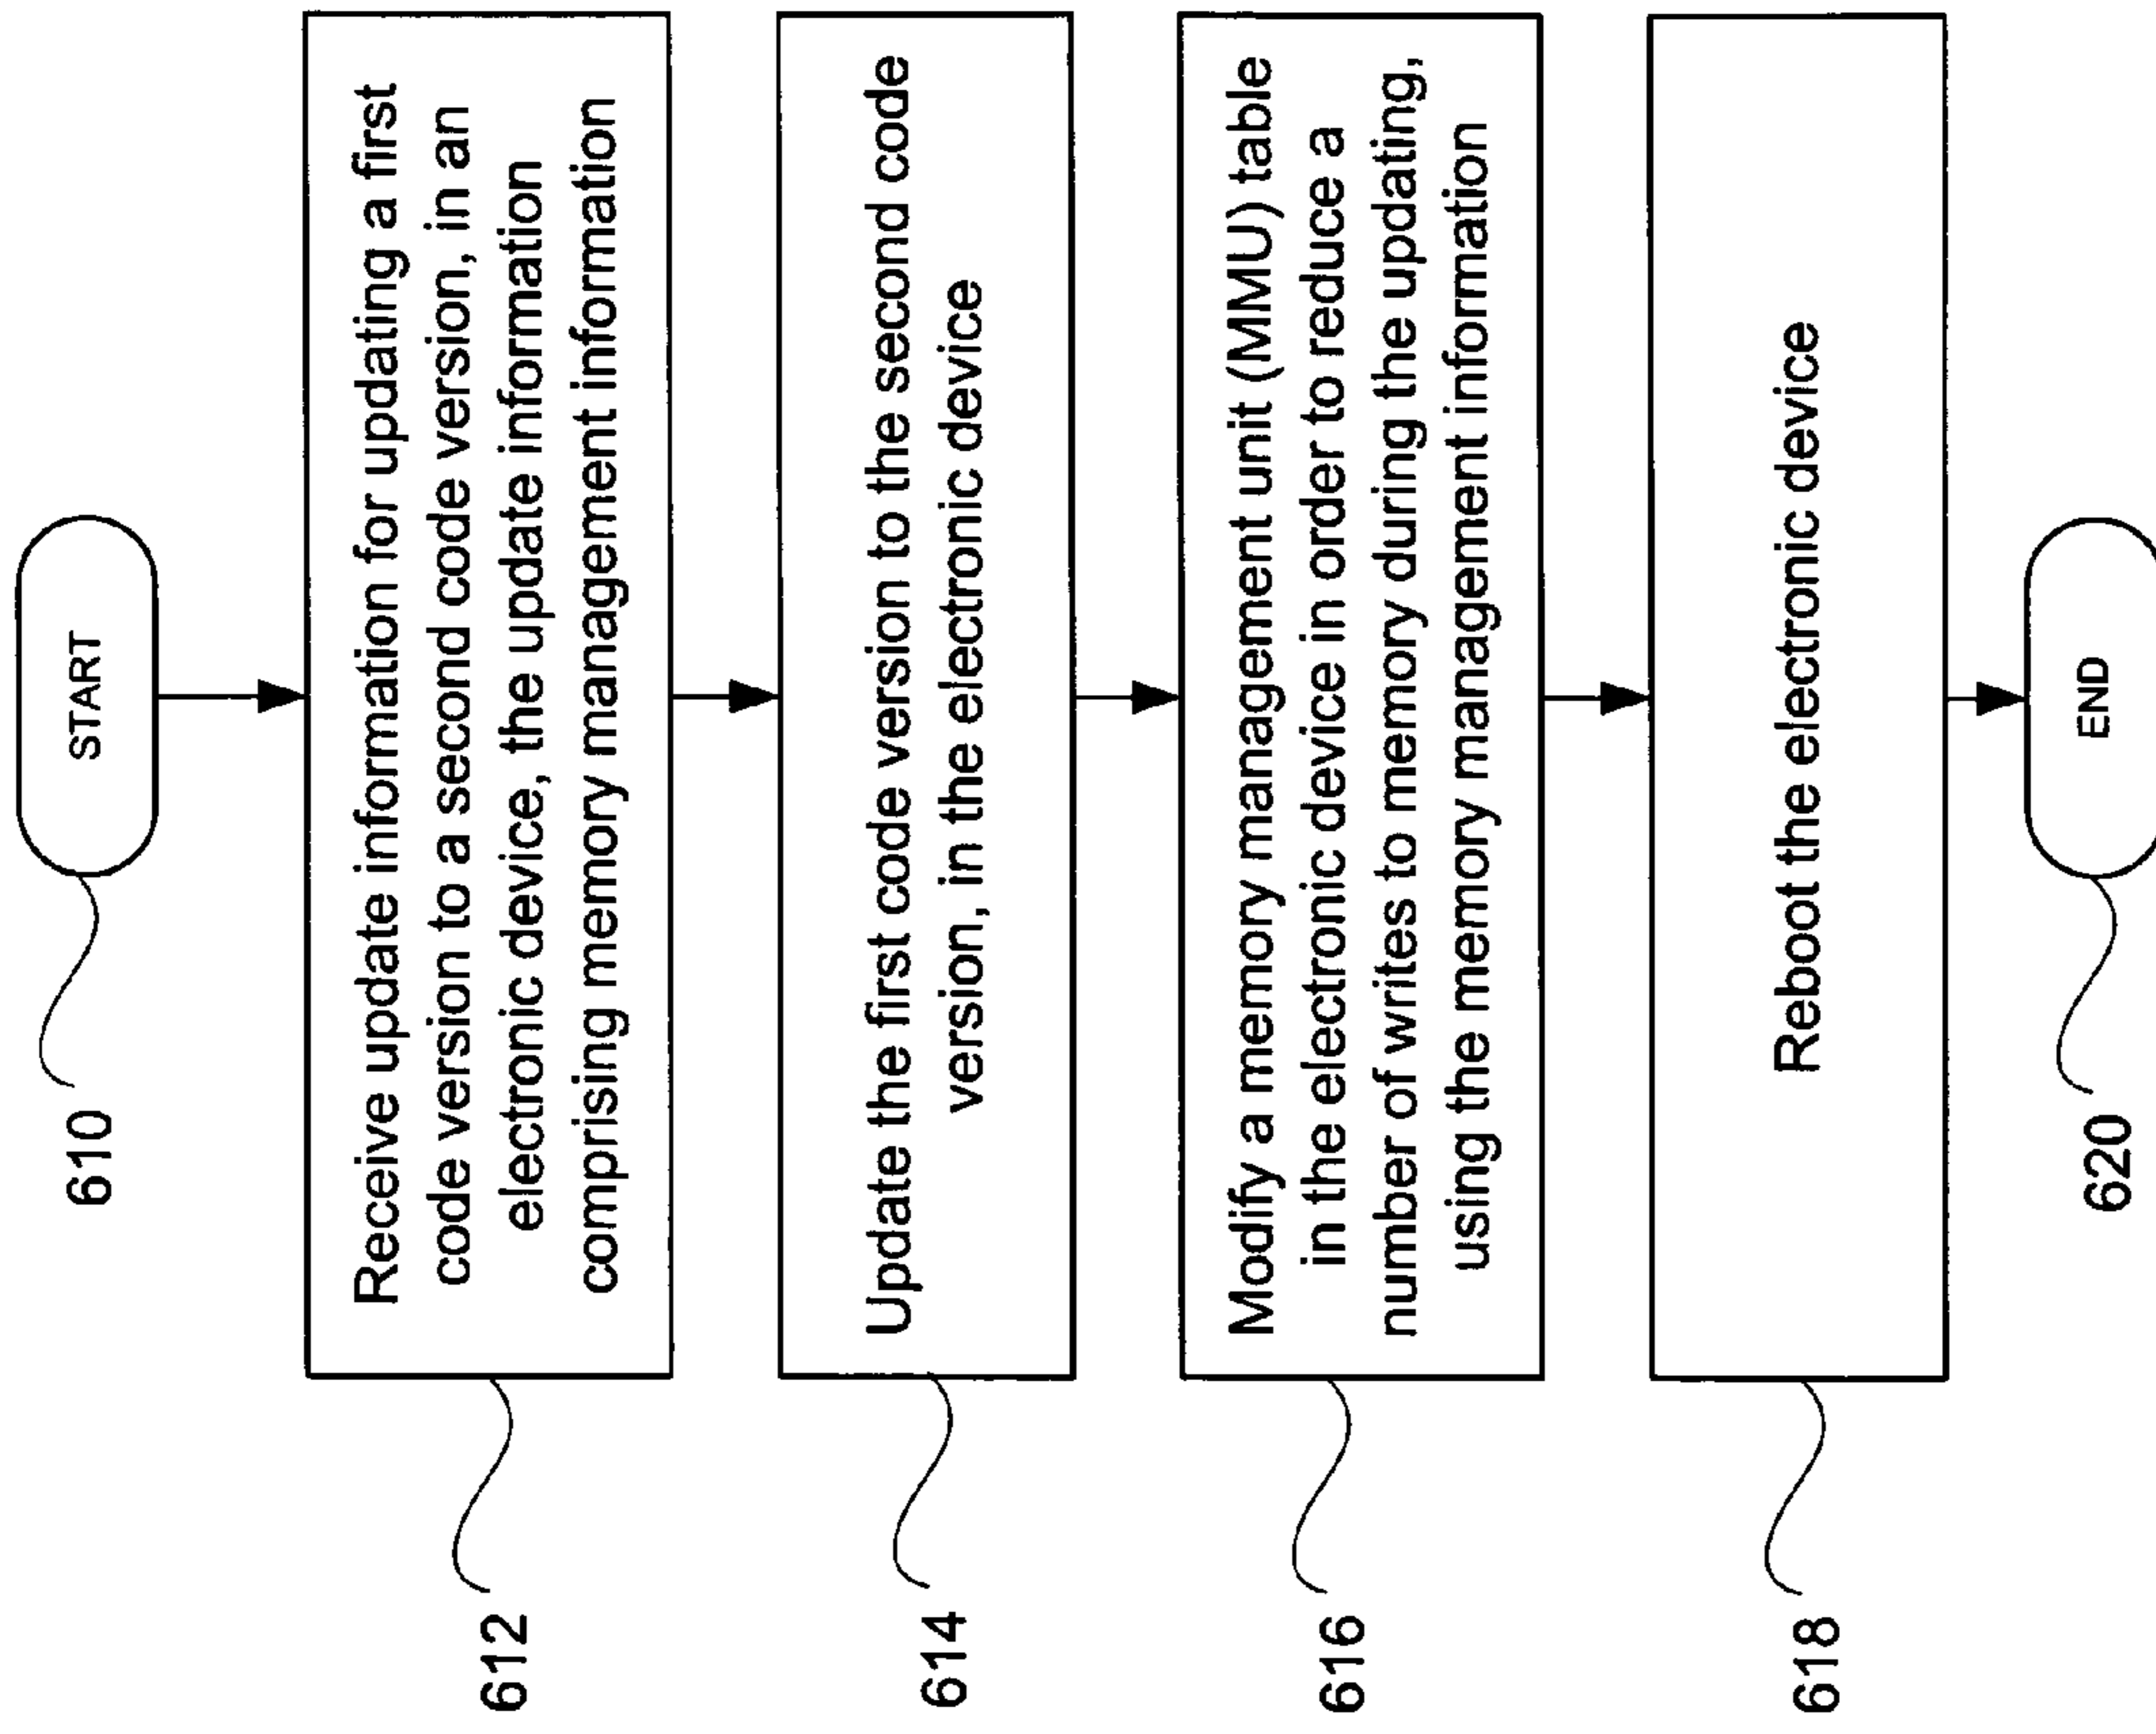 START
610
Receive update information for updating a first
code version to a second code version, in an
electronic device, the update information
comprising memory management information
612
Update the first code version to the second code
version, in the electronic device
614
Modify a memory management unit (MMU) table
in the electronic device in order to reduce a
number of writes to memory during the updating,
using the memory management information
616
Reboot the electronic device
618
END
620